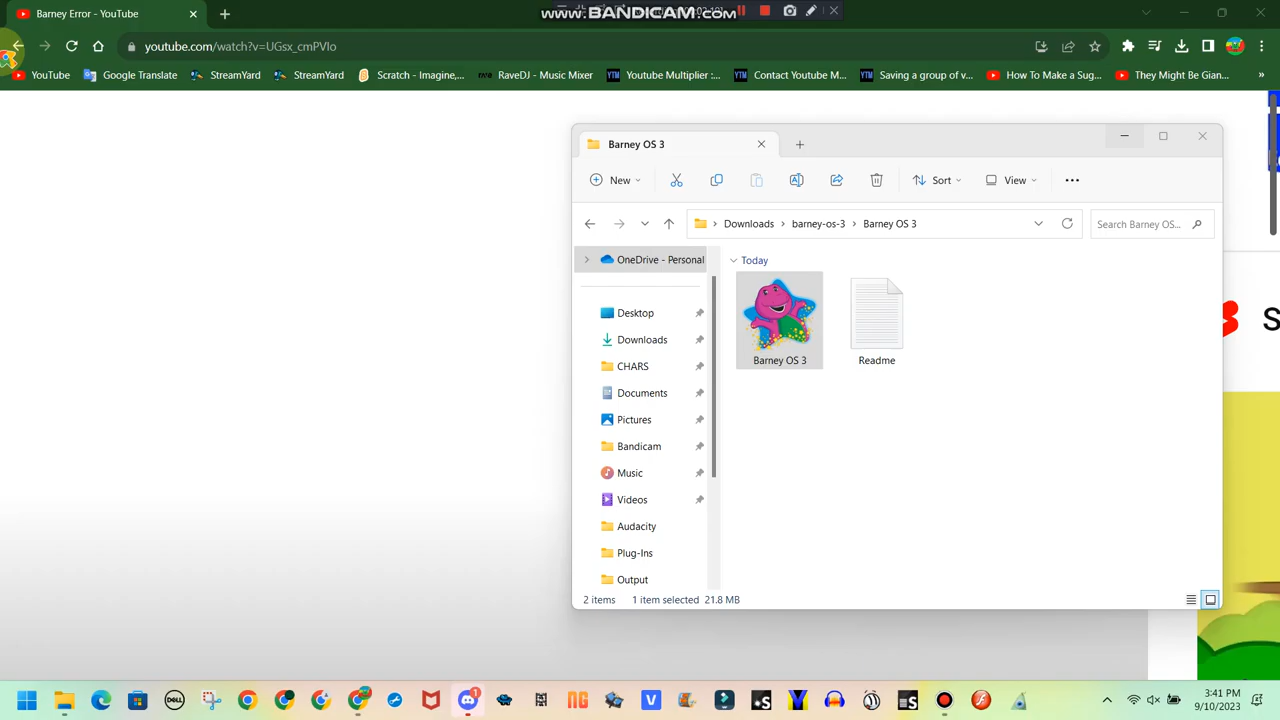 Barney Error - YouTube
www.BANDICAM.com
youtube.com/watch?v=UGsx_cmPVIo
YouTube
Google Translate
StreamYard
StreamYard
Scratch - Imagine,...
RaveDJ - Music Mixer
Youtube Multiplier :...
Contact Youtube M...
Saving a group of v...
How To Make a Sug...
They Might Be Gian...
»
Barney OS 3
New
Sort
View
Downloads > barney-os-3 > Barney OS 3
Search Barney OS...
OneDrive - Personal
Today
Desktop
Downloads
CHARS
Documents
Pictures
Bandicam
Music
Videos
Audacity
Plug-Ins
Output
Barney OS 3
Readme
2 items 1 item selected 21.8 MB
S
DELL
1
NG
V
S
Y
S
3:41 PM
9/10/2023